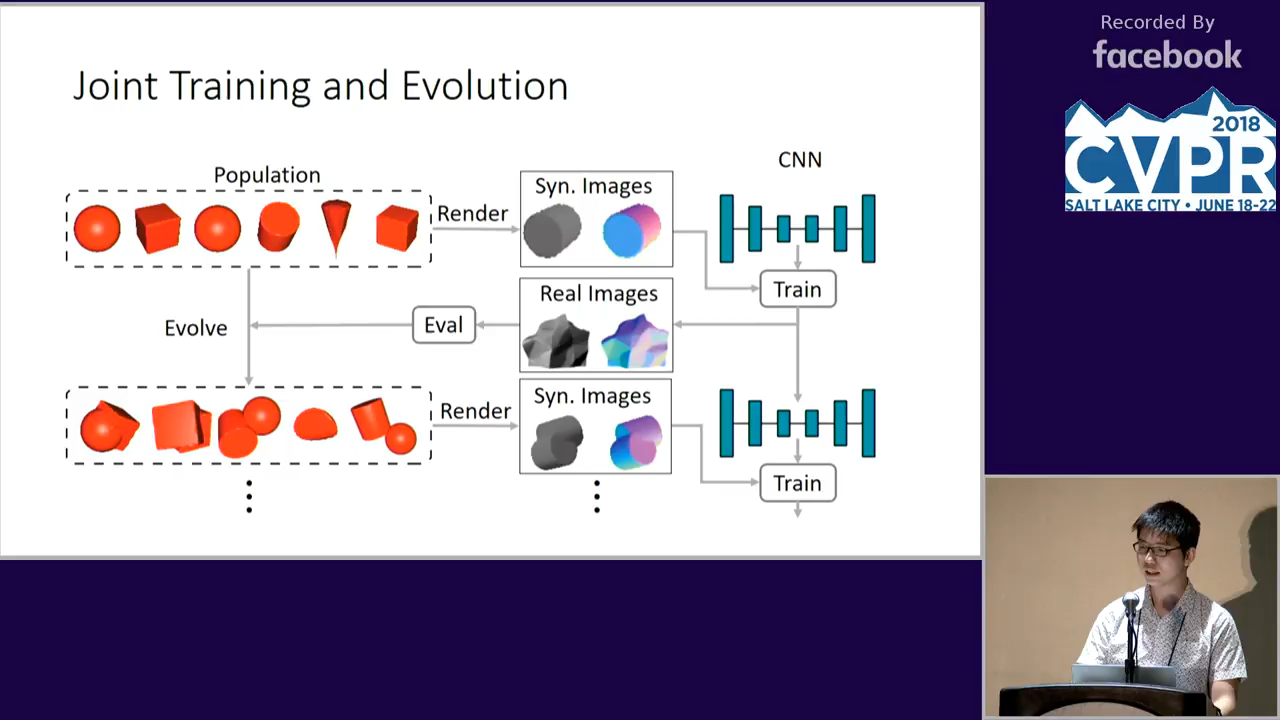 Recorded By
facebook
2018
CVPR
SALT LAKE CITY • JUNE 18-22
Joint Training and Evolution
Population
CNN
Render
Syn. Images
Train
Real Images
Eval
Evolve
Render
Syn. Images
Train